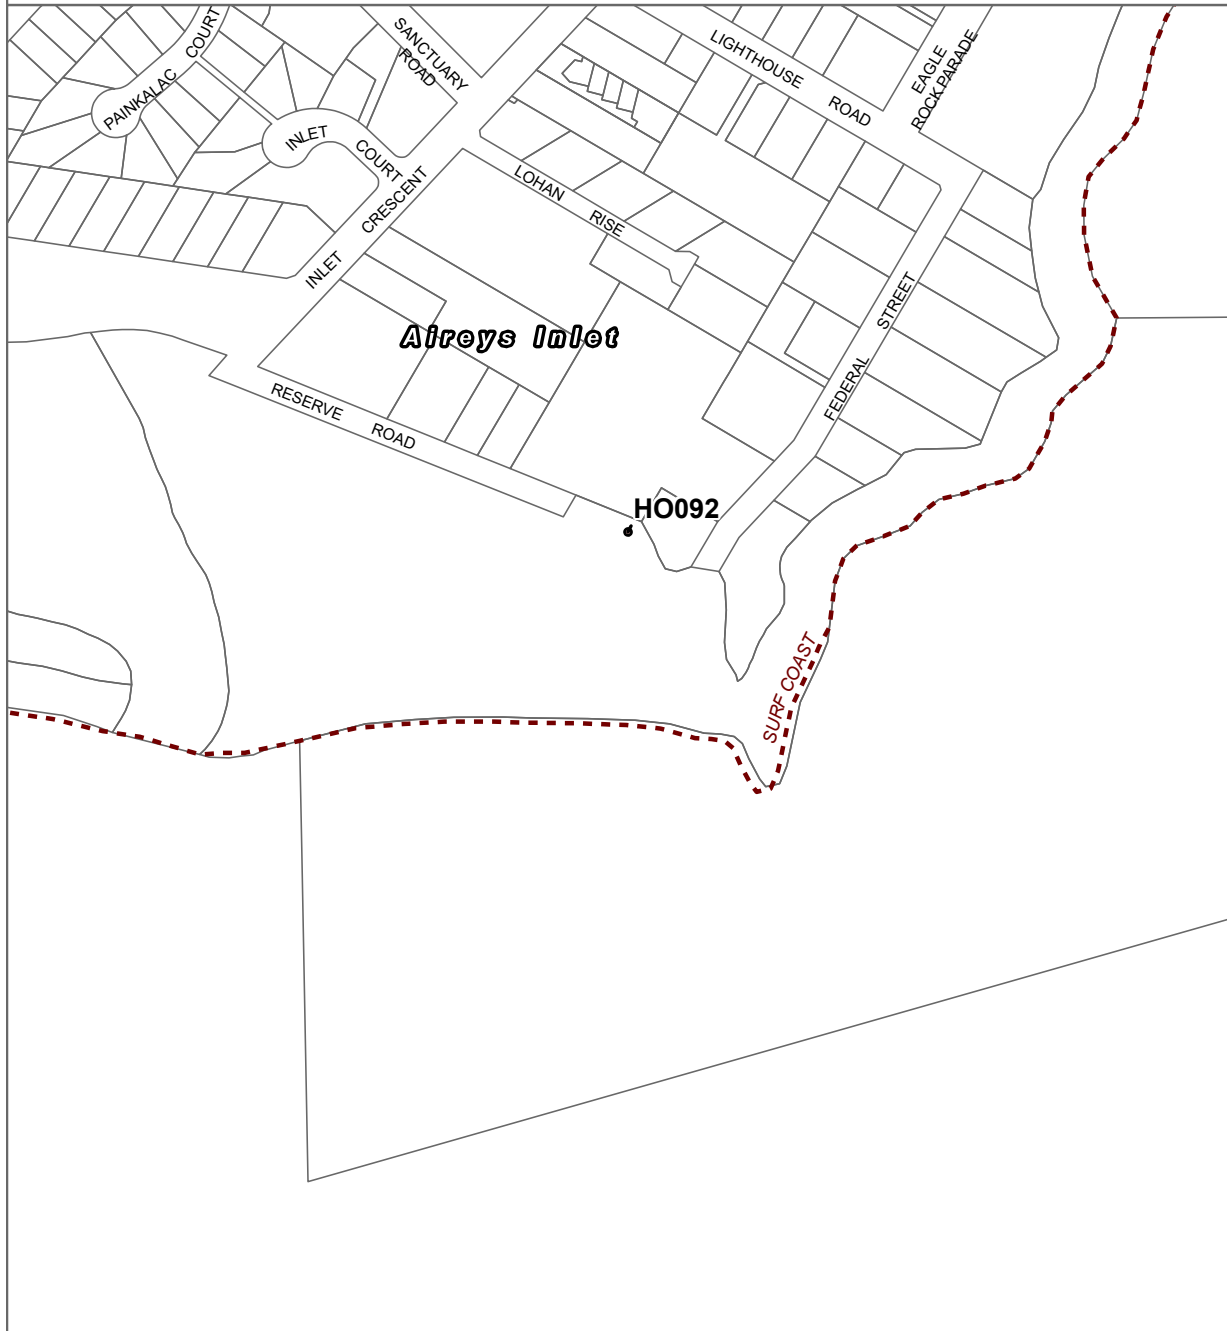 PAINKALAC COURT
SANCTUARY
ROAD
LIGHTHOUSE ROAD
EAGLE
ROCK PARADE
INLET COURT
INLET CRESCENT
LOHAN RISE
Aireys Inlet
FEDERAL STREET
RESERVE ROAD
HO092
SURF COAST